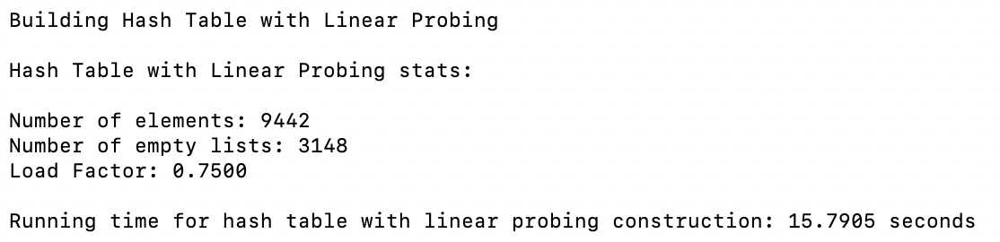 Building Hash Table with Linear Probing
Hash Table with Linear Probing stats:
Number of elements: 9442
Number of empty lists: 3148
Load Factor: 0.7500
Running time for hash table with linear probing construction: 15.7905 seconds